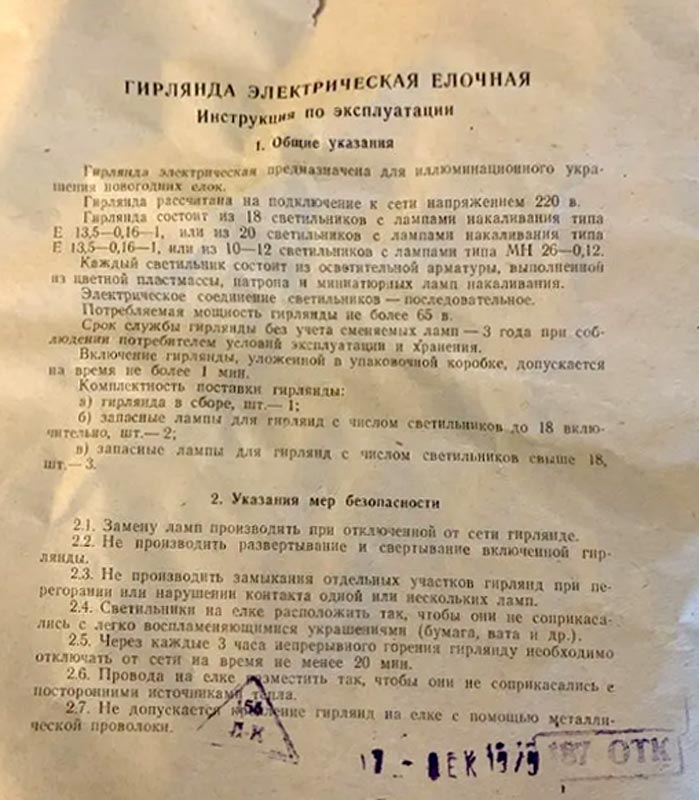 ГИРЛЯНДА ЭЛЕКТРИЧЕСКАЯ ЕЛОЧНАЯ
Инструкция по эксплуатации
1. Общие указания
Гирлянда электрическая предназначена для иллюминационного укра-
шения новогодних елок.
Гирлянда рассчитана на подключение к сети напряжением 220 в.
Гирлянда состоит из 18 светильников с лампами накаливания типа
Е 13,5—0,16—1, или из 20 светильников с лампами накаливания типа
Е 13,5—0,16—1, или из 10—12 светильников с лампами типа МН 26—0,12.
Каждый светильник состоит из осветительной арматуры, выполненной
из цветной пластмассы, патрона и миниатюрных ламп накаливания.
Электрическое соединение светильников — последовательное.
Потребляемая мощность гирлянды не более 65 в.
Срок службы гирлянды без учета сменяемых ламп — 3 года при соб-
людении потребителем условий эксплуатации и хранения.
Включение гирлянды, уложенной в упаковочной коробке, допускается
на время не более 1 мин.
Комплектность поставки гирлянды:
а) гирлянда в сборе, шт.— 1;
б) запасные лампы для гирлянд с числом светильников до 18 вклю-
чительно, шт.— 2;
в) запасные лампы для гирлянд с числом светильников свыше 18,
шт.— 3.
2. Указания мер безопасности
2.1. Замену ламп производять при отключенной от сети гирлянде.
2.2. Не производить развертывание и свертывание включенной гир-
лянды.
2.3. Не производить замыкания отдельных участков гирлянд при пе-
регорании или нарушении контакта одной или нескольких ламп.
2.4. Светильники на елке расположить так, чтобы они не соприкаса-
лись с легко воспламеняющимися украшениями (бумага, вата и др.).
2.5. Через каждые 3 часа непрерывного горения гирлянду необходимо
отключать от сети на время не менее 20 мин.
2.6. Провода на елке разместить так, чтобы они не соприкасались с
посторонними источниками тепла.
2.7. Не допускается крепление гирлянд на елке с помощью металли-
ческой проволоки.
17 - ДЕК 1979
187 ОТК